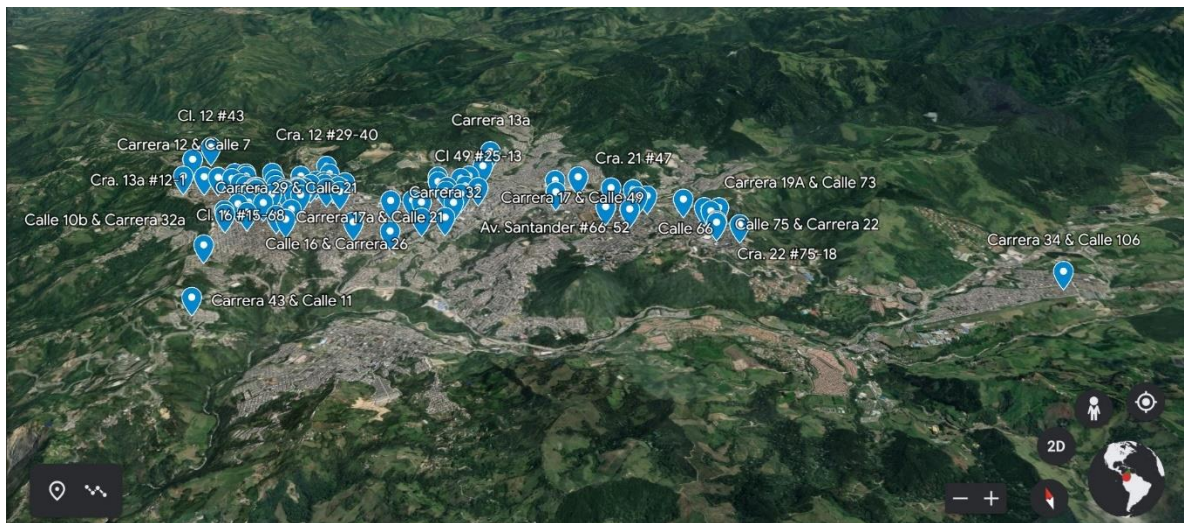 Cl. 12 #43
Carrera 13a
Carrera 12 & Calle 7
Cra. 12 #29-40
Cl 49 #25-13
Cra. 21 #47
Cra. 13a #12-1
Carrera 29 & Calle 21
Carrera 32
Carrera 17 & Calle 49
Carrera 19A & Calle 73
Calle 10b & Carrera 32a
Cl. 16 #15-68
Carrera 17a & Calle 21
Av. Santander #66-52
Calle 66
Calle 75 & Carrera 22
Calle 16 & Carrera 26
Cra. 22 #75-18
Carrera 34 & Calle 106
Carrera 43 & Calle 11
2D